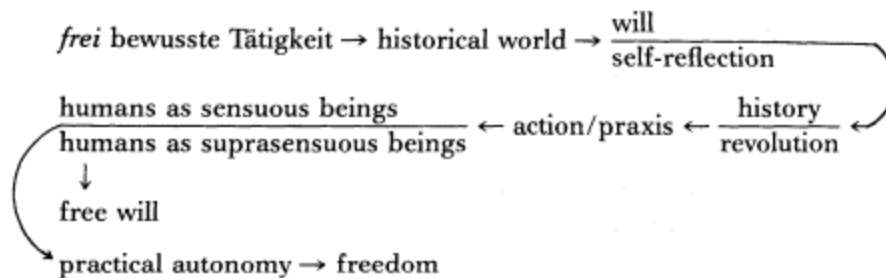 frei bewusste Tätigkeit → historical world → will
self-reflection
humans as sensuous beings
humans as suprasensuous beings ← action/praxis ← history
revolution
↓
free will
practical autonomy → freedom